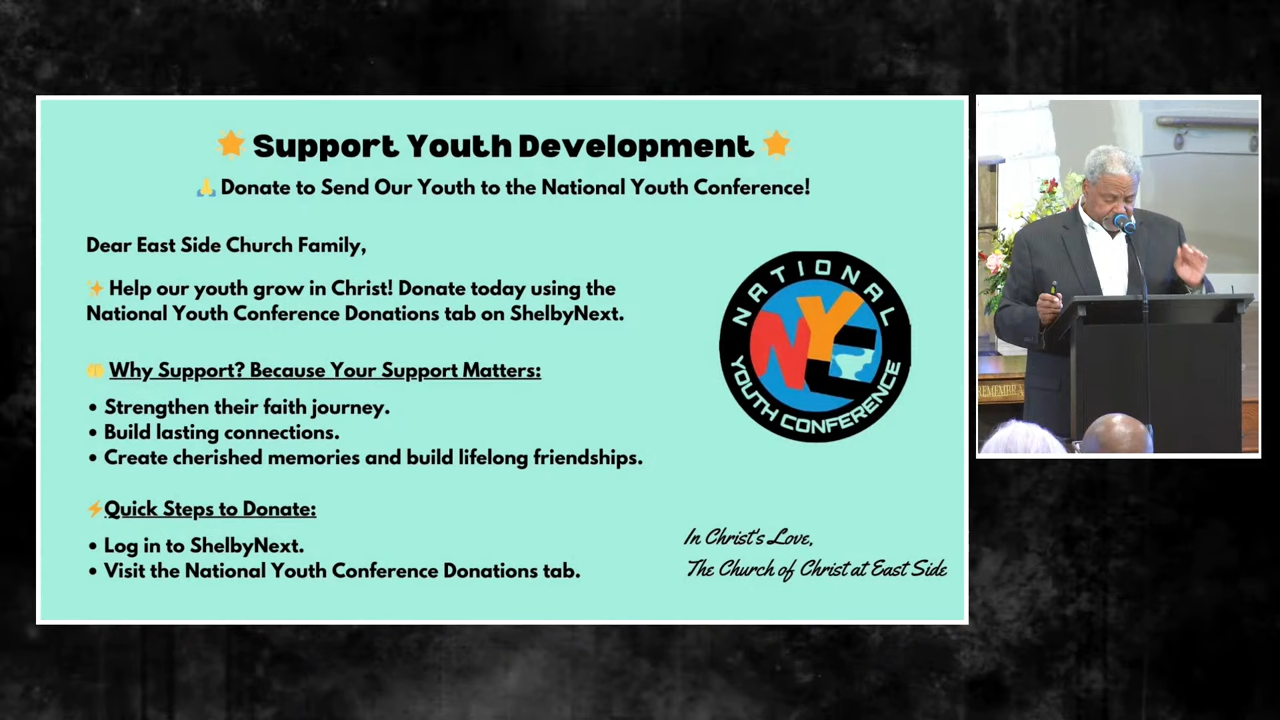 Support Youth Development
Donate to Send Our Youth to the National Youth Conference!
Dear East Side Church Family,
Help our youth grow in Christ! Donate today using the
National Youth Conference Donations tab on ShelbyNext.
Why Support? Because Your Support Matters:
• Strengthen their faith journey.
• Build lasting connections.
• Create cherished memories and build lifelong friendships.
Quick Steps to Donate:
• Log in to ShelbyNext.
• Visit the National Youth Conference Donations tab.
NATIONAL
NYC
YOUTH CONFERENCE
In Christ's Love,
The Church of Christ at East Side
REMEMBRA